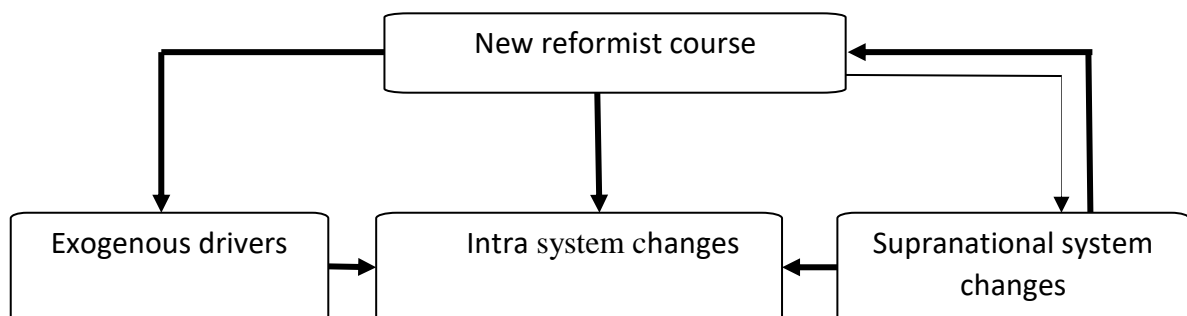 New reformist course
Exogenous drivers
Intra system changes
Supranational system
changes